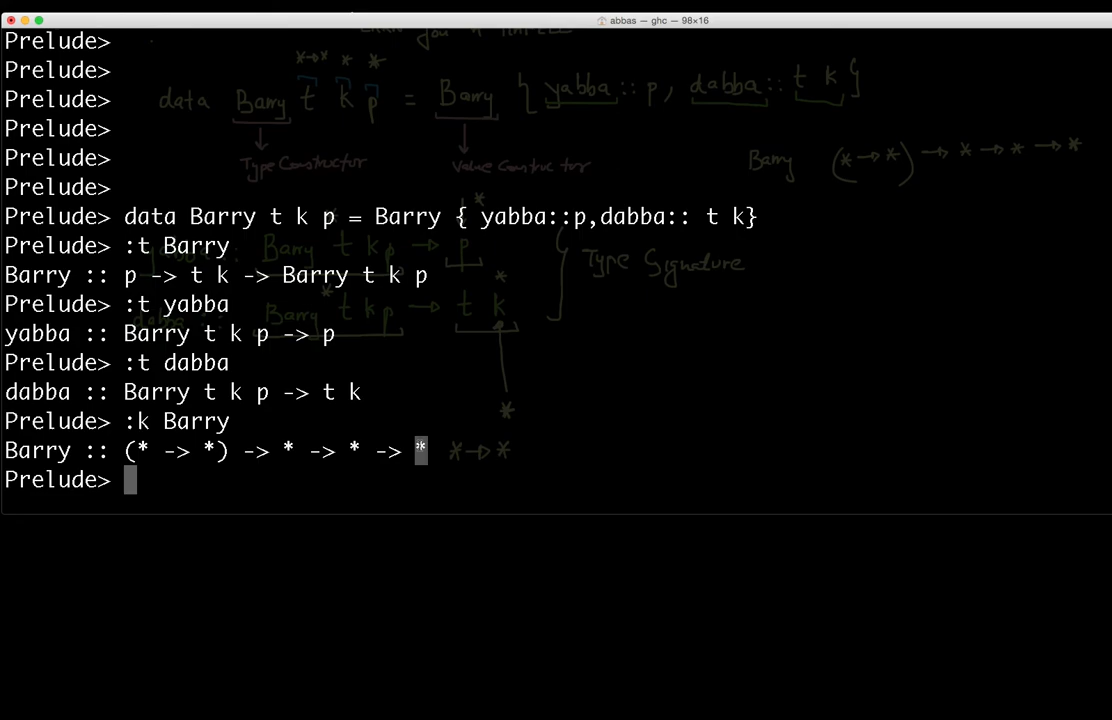 abbas — ghc — 98×16
Prelude>
Prelude>
Prelude>
Prelude>
Prelude>
Prelude>
Prelude> data Barry t k p = Barry { yabba::p,dabba:: t k}
Prelude> :t Barry
Barry :: p -> t k -> Barry t k p
Prelude> :t yabba
yabba :: Barry t k p -> p
Prelude> :t dabba
dabba :: Barry t k p -> t k
Prelude> :k Barry
Barry :: (* -> *) -> * -> * -> *
Prelude>
*→* * *
data Barry t k p = Barry { yabba :: p, dabba :: t k }
Type Constructor
Value Constructor
Barry (*→*) → * → * → *
*
Barry t k p → p
Type Signature
*
*
Barry t k p → t k
*
*→*